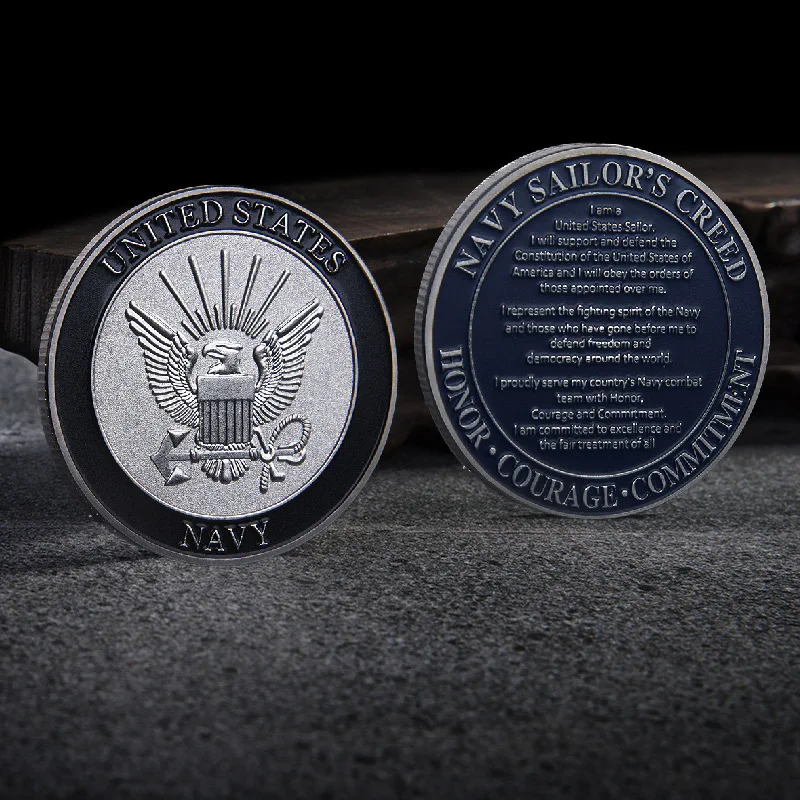 UNITED STATES
NAVY
NAVY SAILOR'S CREED
I am a
United States Sailor.
I will support and defend the
Constitution of the United States of
America and I will obey the orders of
those appointed over me.
I represent the fighting spirit of the Navy
and those who have gone before me to
defend freedom and
democracy around the world.
I proudly serve my country's Navy combat
team with Honor,
Courage and Commitment.
I am committed to excellence and
the fair treatment of all
HONOR • COURAGE • COMMITMENT